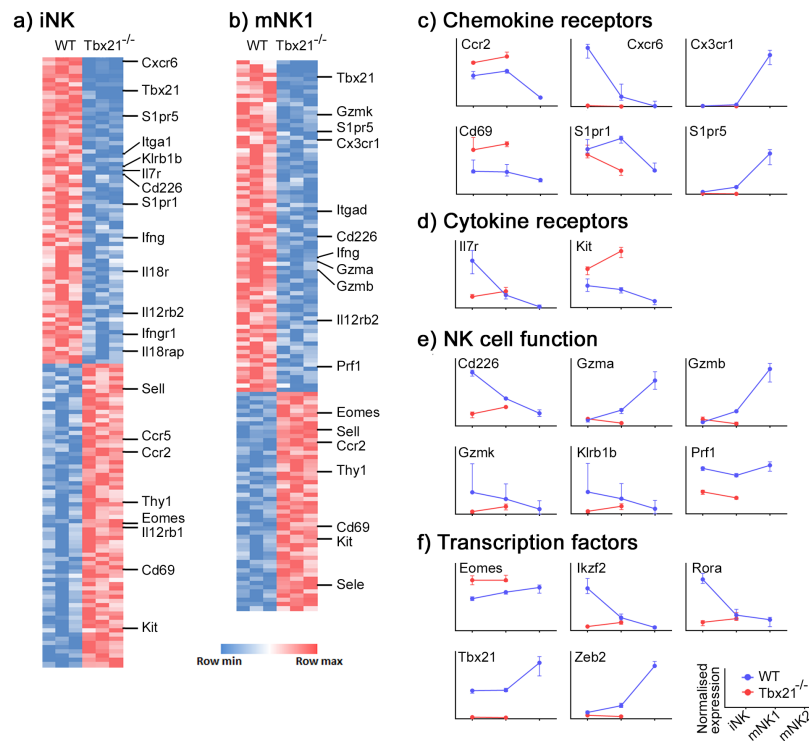 a) iNK
WT Tbx21-/-
Cxcr6
Tbx21
S1pr5
Itga1
Klrb1b
Il7r
Cd226
S1pr1
Ifng
Il18r
Il12rb2
Ifngr1
Il18rap
Sell
Ccr5
Ccr2
Thy1
Eomes
Il12rb1
Cd69
Kit
b) mNK1
WT Tbx21-/-
Tbx21
Gzmk
S1pr5
Cx3cr1
Itgad
Cd226
Ifng
Gzma
Gzmb
Il12rb2
Prf1
Eomes
Sell
Ccr2
Thy1
Cd69
Kit
Sele
Row min Row max
c) Chemokine receptors
Ccr2 Cxcr6 Cx3cr1
Cd69 S1pr1 S1pr5
d) Cytokine receptors
Il7r Kit
e) NK cell function
Cd226 Gzma Gzmb
Gzmk Klrb1b Prf1
f) Transcription factors
Eomes Ikzf2 Rora
Tbx21 Zeb2
Normalised
expression
WT
Tbx21-/-
iNK mNK1 mNK2